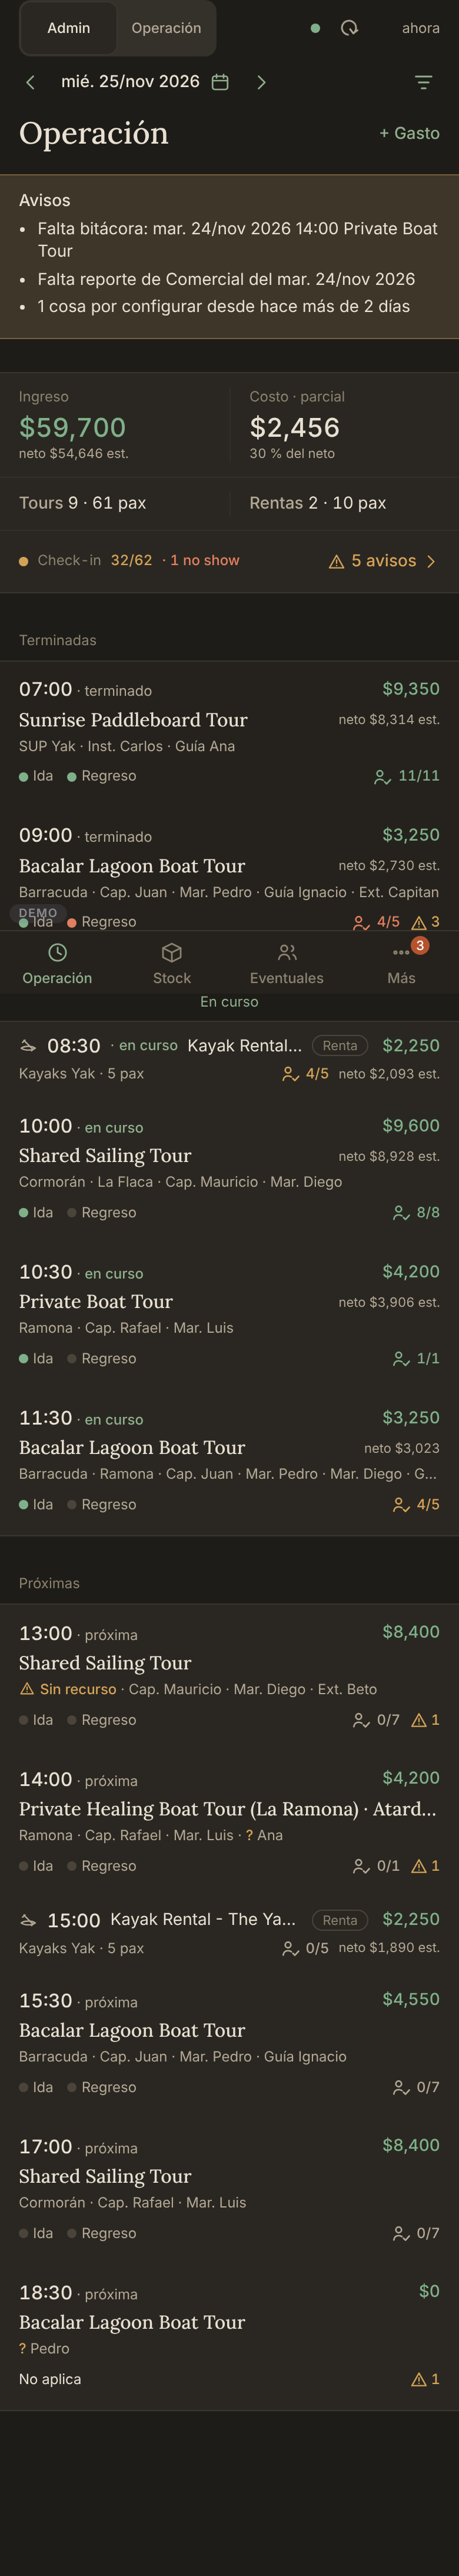 Admin Operación ahora
mié. 25/nov 2026
Operación + Gasto
Avisos
• Falta bitácora: mar. 24/nov 2026 14:00 Private Boat
Tour
• Falta reporte de Comercial del mar. 24/nov 2026
• 1 cosa por configurar desde hace más de 2 días
Ingreso Costo · parcial
$59,700 $2,456
neto $54,646 est. 30 % del neto
Tours 9 · 61 pax Rentas 2 · 10 pax
Check-in 32/62 · 1 no show 5 avisos
Terminadas
07:00 · terminado $9,350
Sunrise Paddleboard Tour neto $8,314 est.
SUP Yak · Inst. Carlos · Guía Ana
Ida Regreso 11/11
09:00 · terminado $3,250
Bacalar Lagoon Boat Tour neto $2,730 est.
Barracuda · Cap. Juan · Mar. Pedro · Guía Ignacio · Ext. Capitan
DEMO
Ida Regreso 4/5 3
3
Operación Stock Eventuales Más
En curso
08:30 · en curso Kayak Rental... Renta $2,250
Kayaks Yak · 5 pax 4/5 neto $2,093 est.
10:00 · en curso $9,600
Shared Sailing Tour neto $8,928 est.
Cormorán · La Flaca · Cap. Mauricio · Mar. Diego
Ida Regreso 8/8
10:30 · en curso $4,200
Private Boat Tour neto $3,906 est.
Ramona · Cap. Rafael · Mar. Luis
Ida Regreso 1/1
11:30 · en curso $3,250
Bacalar Lagoon Boat Tour neto $3,023
Barracuda · Ramona · Cap. Juan · Mar. Pedro · Mar. Diego · G...
Ida Regreso 4/5
Próximas
13:00 · próxima $8,400
Shared Sailing Tour
Sin recurso · Cap. Mauricio · Mar. Diego · Ext. Beto
Ida Regreso 0/7 1
14:00 · próxima $4,200
Private Healing Boat Tour (La Ramona) · Atard...
Ramona · Cap. Rafael · Mar. Luis · ? Ana
Ida Regreso 0/1 1
15:00 Kayak Rental - The Ya... Renta $2,250
Kayaks Yak · 5 pax 0/5 neto $1,890 est.
15:30 · próxima $4,550
Bacalar Lagoon Boat Tour
Barracuda · Cap. Juan · Mar. Pedro · Guía Ignacio
Ida Regreso 0/7
17:00 · próxima $8,400
Shared Sailing Tour
Cormorán · Cap. Rafael · Mar. Luis
Ida Regreso 0/7
18:30 · próxima $0
Bacalar Lagoon Boat Tour
? Pedro
No aplica 1